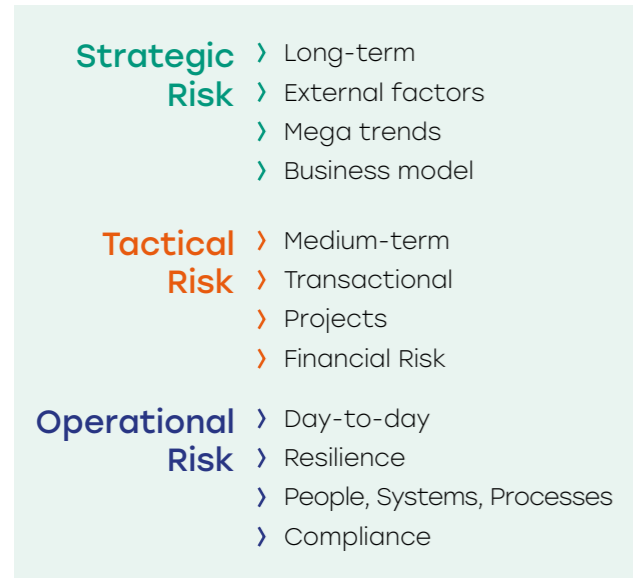 Strategic Risk
› Long-term
› External factors
› Mega trends
› Business model
Tactical Risk
› Medium-term
› Transactional
› Projects
› Financial Risk
Operational Risk
› Day-to-day
› Resilience
› People, Systems, Processes
› Compliance